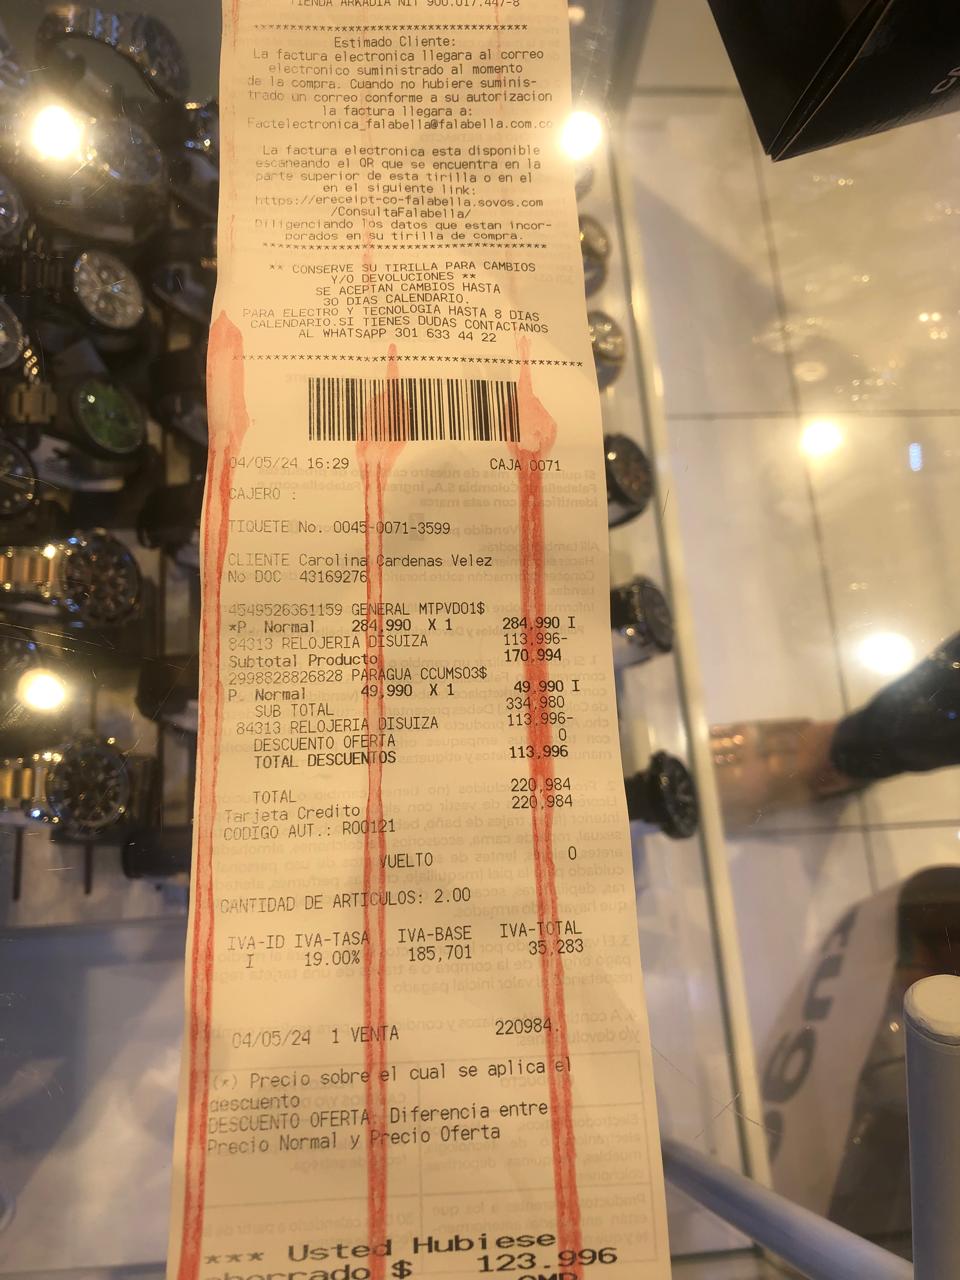 TIENDA ARKADIA NIT 900.017.447-8
****************************************
Estimado Cliente:
La factura electronica llegara al correo
electronico suministrado al momento
de la compra. Cuando no hubiere suminis-
trado un correo conforme a su autorizacion
la factura llegara a:
Factelectronica_falabella@falabella.com.co
La factura electronica esta disponible
escaneando el QR que se encuentra en la
parte superior de esta tirilla o en el
en el siguiente link:
https://ereceipt-co-falabella.sovos.com
/ConsultaFalabella/
Diligenciando los datos que estan incor-
porados en su tirilla de compra.
****************************************
** CONSERVE SU TIRILLA PARA CAMBIOS
Y/O DEVOLUCIONES **
SE ACEPTAN CAMBIOS HASTA
30 DIAS CALENDARIO.
PARA ELECTRO Y TECNOLOGIA HASTA 8 DIAS
CALENDARIO.SI TIENES DUDAS CONTACTANOS
AL WHATSAPP 301 633 44 22
****************************************
04/05/24 16:29 CAJA 0071
CAJERO :
TIQUETE No. 0045-0071-3599
CLIENTE Carolina Cardenas Velez
No DOC 43169276
4549526361159 GENERAL MTPVD01$
*P. Normal 284,990 X 1 284,990 I
84313 RELOJERIA DISUIZA 113,996-
Subtotal Producto 170,994
2998828826828 PARAGUA CCUMS03$
P. Normal 49,990 X 1 49,990 I
SUB TOTAL 334,980
84313 RELOJERIA DISUIZA 113,996-
DESCUENTO OFERTA 0
TOTAL DESCUENTOS 113,996
TOTAL 220,984
Tarjeta Credito 220,984
CODIGO AUT.: R00121
VUELTO 0
CANTIDAD DE ARTICULOS: 2.00
IVA-ID IVA-TASA IVA-BASE IVA-TOTAL
I 19.00% 185,701 35,283
04/05/24 1 VENTA 220984.
(*) Precio sobre el cual se aplica el
descuento
DESCUENTO OFERTA: Diferencia entre
Precio Normal y Precio Oferta
*** Usted Hubiese
ahorrado $ 123.996
CMR